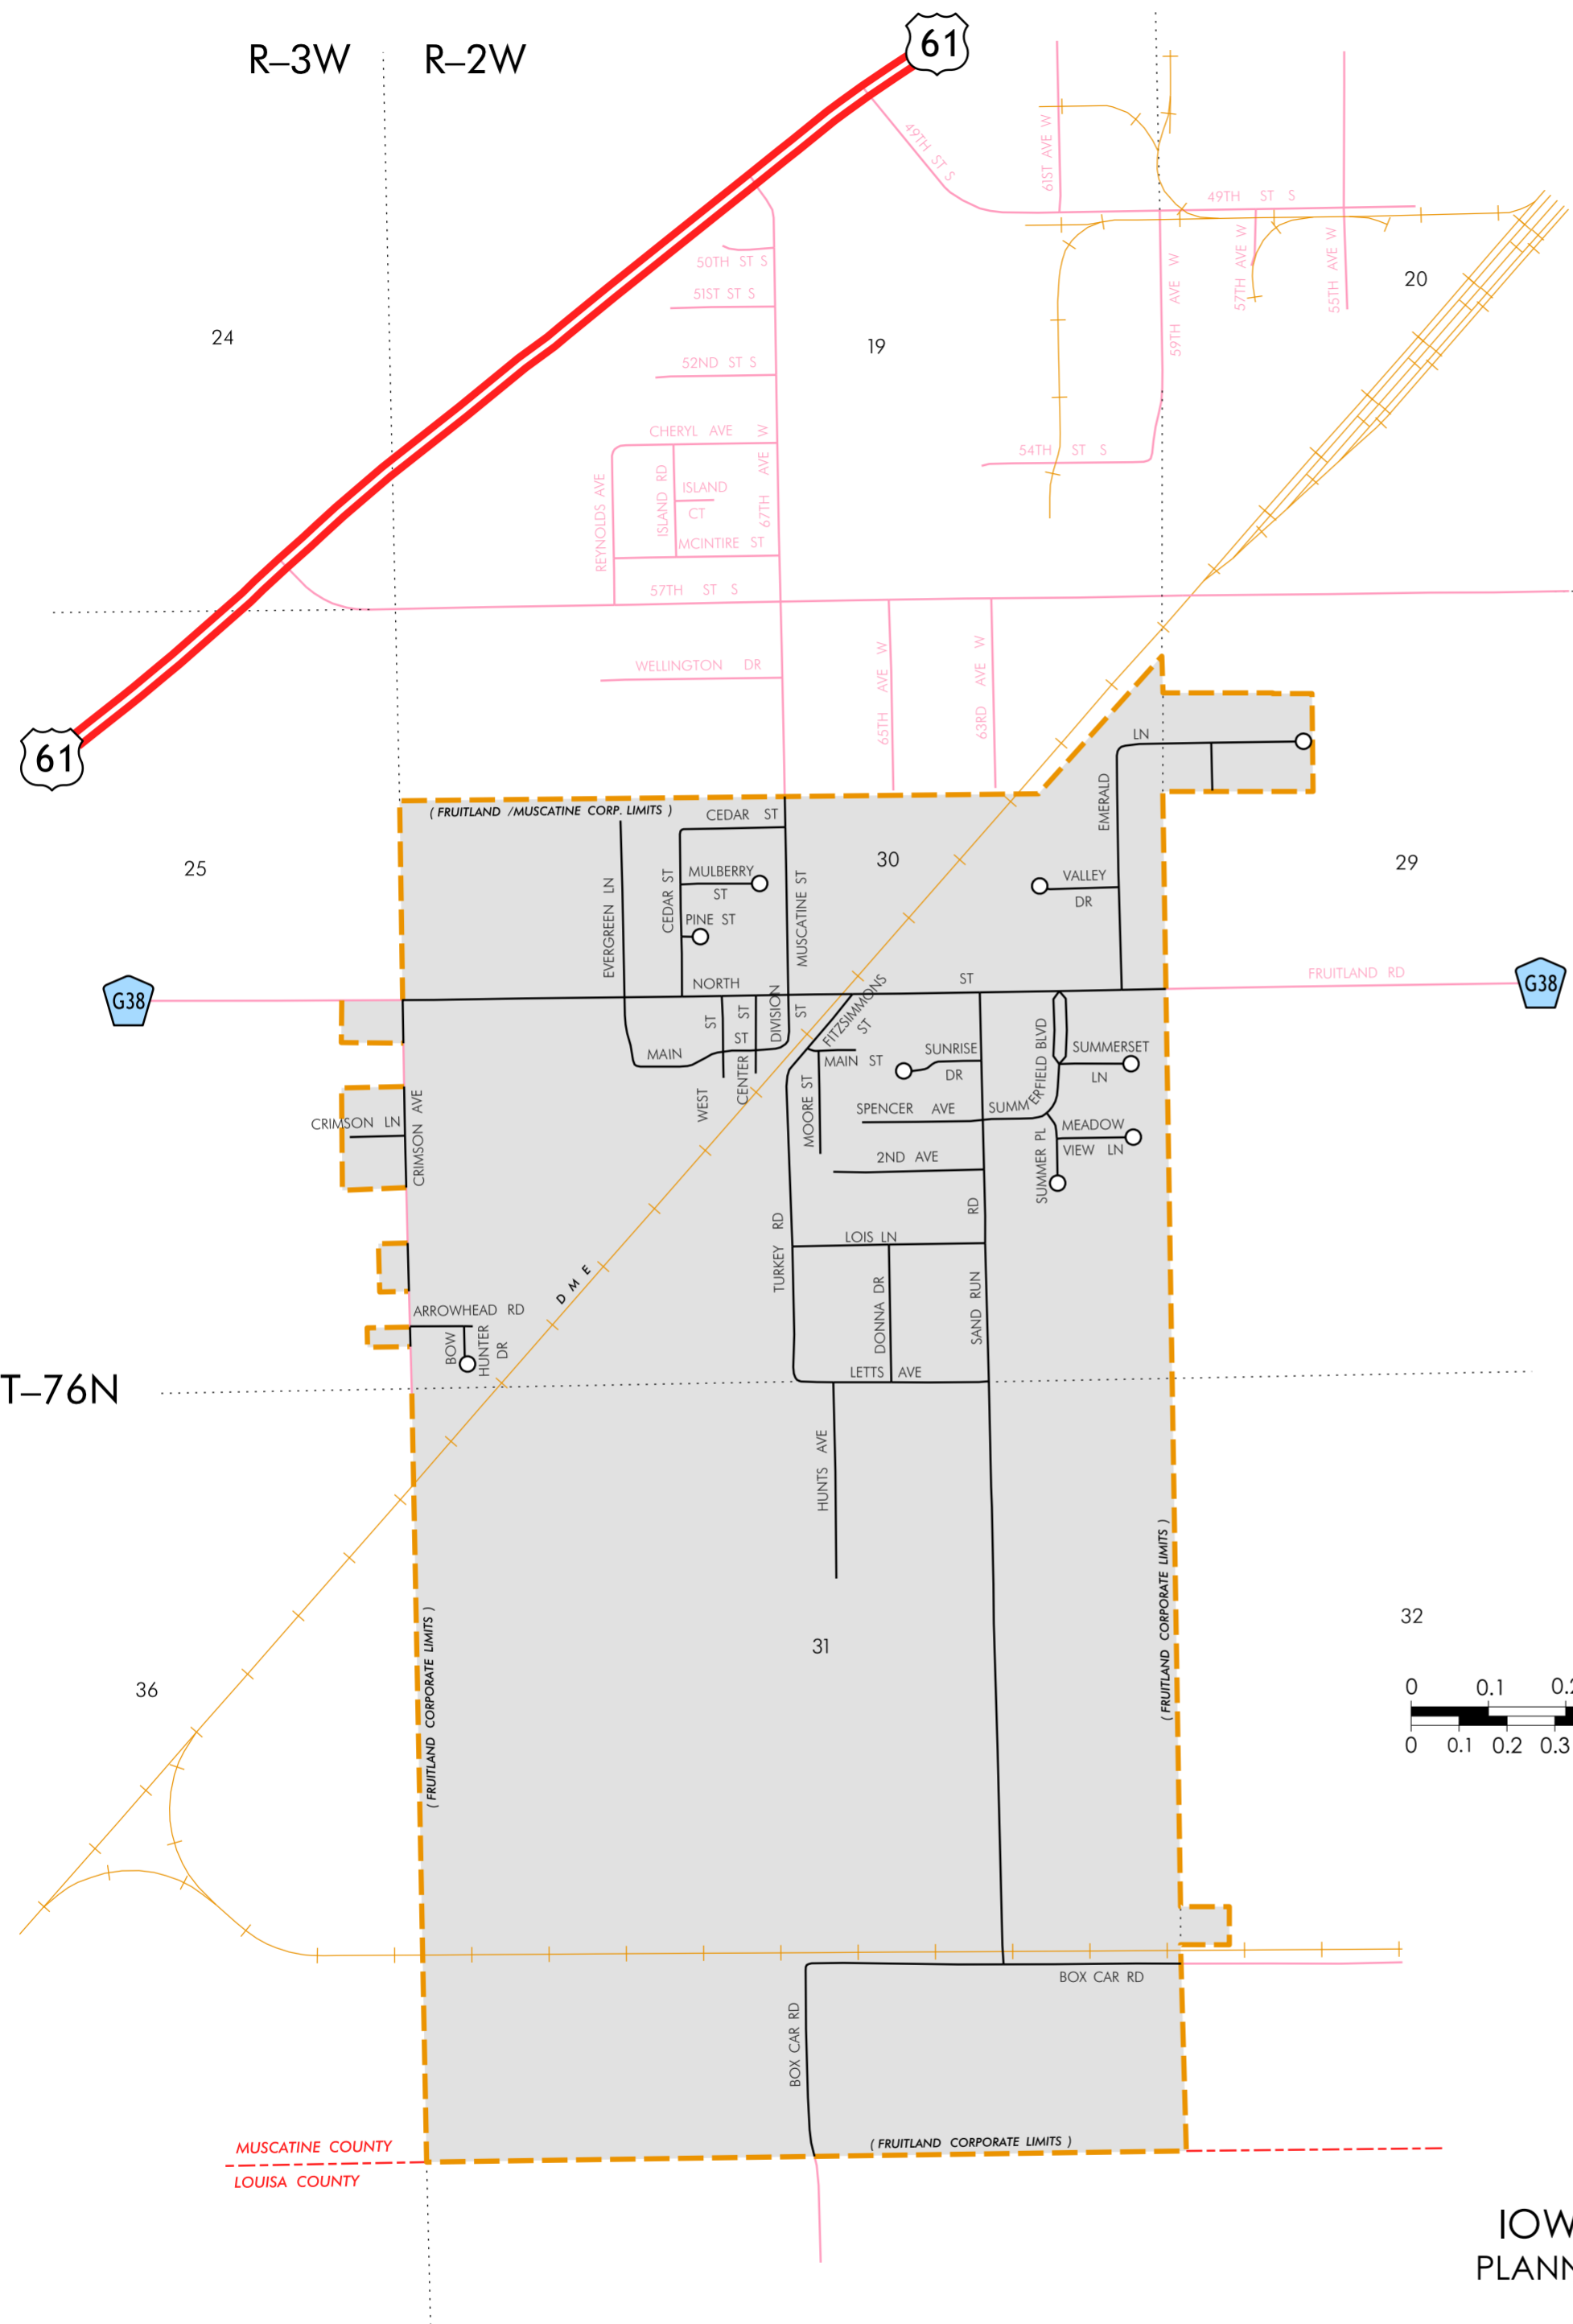 R–3W
R–2W
61
49TH ST S
61ST AVE W
49TH ST S
50TH ST S
51ST ST S
57TH AVE W
55TH AVE W
59TH AVE W
20
24
19
52ND ST S
CHERYL AVE
67TH AVE W
REYNOLDS AVE
ISLAND RD
ISLAND
CT
54TH ST S
MCINTIRE ST
57TH ST S
WELLINGTON DR
65TH AVE W
63RD AVE W
61
LN
EMERALD
( FRUITLAND /MUSCATINE CORP. LIMITS )
CEDAR ST
30
25
29
EVERGREEN LN
CEDAR ST
MULBERRY
ST
MUSCATINE ST
VALLEY
DR
PINE ST
G38
NORTH
ST
FRUITLAND RD
G38
WEST ST
CENTER ST
DIVISION ST
FITZSIMMONS
ST
MAIN
ST
MAIN ST
MOORE ST
SUNRISE
DR
SUMMERFIELD BLVD
SUMMERSET
LN
SPENCER AVE
CRIMSON LN
CRIMSON AVE
MEADOW
VIEW LN
SUMMER PL
2ND AVE
TURKEY RD
LOIS LN
SAND RUN RD
DONNA DR
D M E
ARROWHEAD RD
BOW
HUNTER
DR
LETTS AVE
T–76N
HUNTS AVE
( FRUITLAND CORPORATE LIMITS )
( FRUITLAND CORPORATE LIMITS )
31
32
36
0 0.1
0 0.1 0.2 0.3
BOX CAR RD
BOX CAR RD
( FRUITLAND CORPORATE LIMITS )
MUSCATINE COUNTY
LOUISA COUNTY
IOW
PLANN